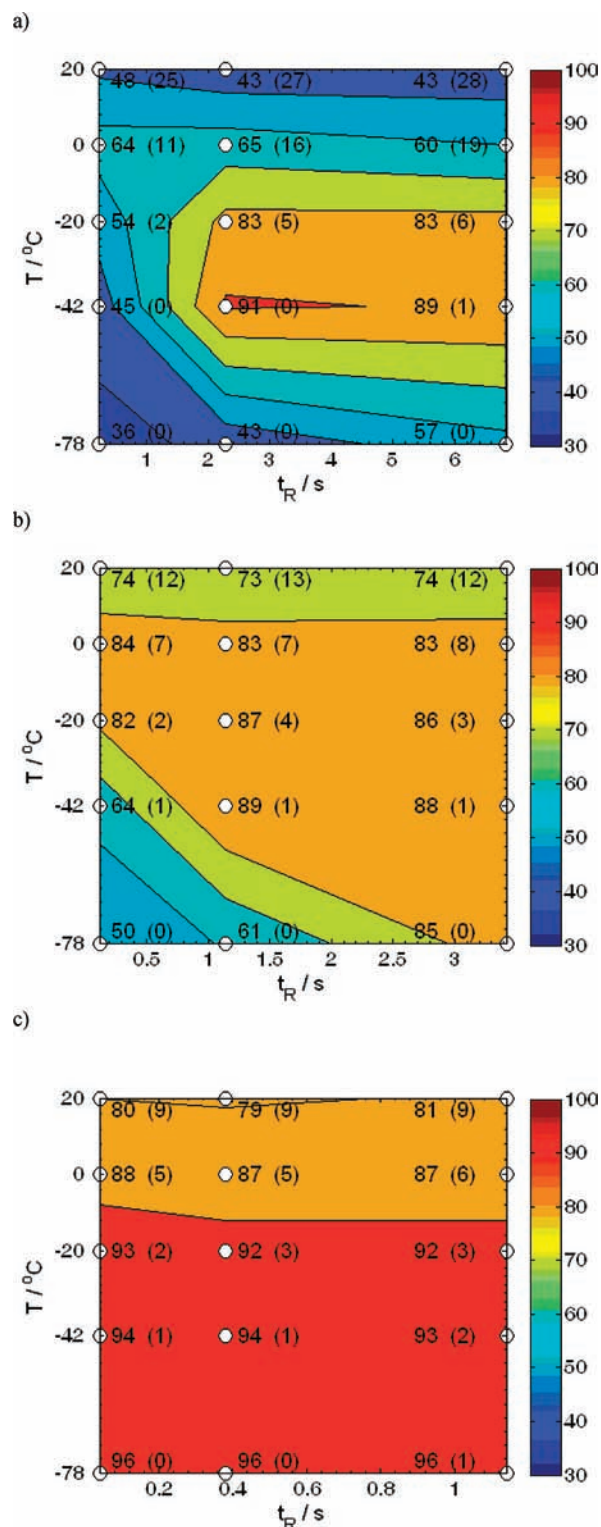 a)
20 48 (25) 43 (27) 43 (28) 100
90
0 64 (11) 65 (16) 60 (19) 80
T / °C -20 54 (2) 83 (5) 83 (6) 70
60
-42 45 (0) 91 (0) 89 (1) 50
40
-78 36 (0) 43 (0) 57 (0) 30
1 2 3 4 5 6
t_R / s
b)
20 74 (12) 73 (13) 74 (12) 100
90
0 84 (7) 83 (7) 83 (8) 80
T / °C -20 82 (2) 87 (4) 86 (3) 70
60
-42 64 (1) 89 (1) 88 (1) 50
40
-78 50 (0) 61 (0) 85 (0) 30
0.5 1 1.5 2 2.5 3
t_R / s
c)
20 80 (9) 79 (9) 81 (9) 100
90
0 88 (5) 87 (5) 87 (6) 80
T / °C -20 93 (2) 92 (3) 92 (3) 70
60
-42 94 (1) 94 (1) 93 (2) 50
40
-78 96 (0) 96 (0) 96 (1) 30
0.2 0.4 0.6 0.8 1
t_R / s